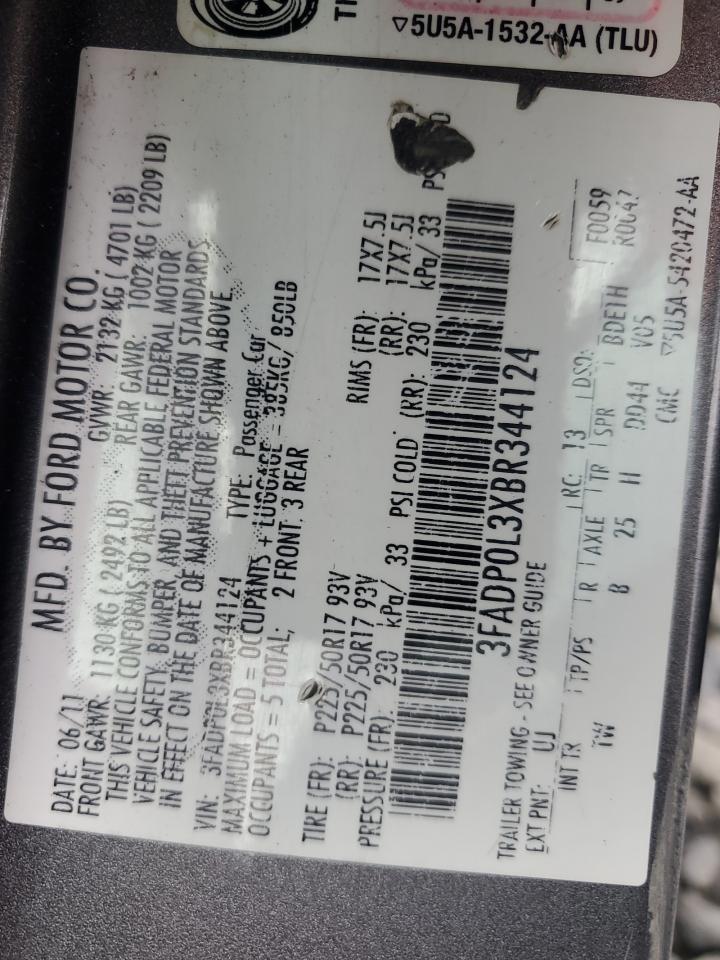 ▽5U5A-1532-AA (TLU)
MFD. BY FORD MOTOR CO.
DATE: 06/11 GVWR: 2132 KG ( 4701 LB)
FRONT GAWR: 1130 KG ( 2492 LB) REAR GAWR: 1002 KG ( 2209 LB)
THIS VEHICLE CONFORMS TO ALL APPLICABLE FEDERAL MOTOR
VEHICLE SAFETY, BUMPER, AND THEFT PREVENTION STANDARDS
IN EFFECT ON THE DATE OF MANUFACTURE SHOWN ABOVE.
VIN: 3FADP0L3XBR344124 TYPE: Passenger Car
MAXIMUM LOAD = OCCUPANTS + LUGGAGE = 385KG/ 850LB
OCCUPANTS = 5 TOTAL; 2 FRONT, 3 REAR
TIRE (FR): P225/50R17 93V RIMS (FR): 17X7.5J
(RR): P225/50R17 93V (RR): 17X7.5J
PRESSURE (FR): 230 kPa/ 33 PSI COLD (RR): 230 kPa/ 33
3FADP0L3XBR344124
TRAILER TOWING - SEE OWNER GUIDE
EXT PNT: UJ RC: 13 DSO: F0059
INT TR TP/PS R AXLE TR SPR BDE1H R0047
TW B 25 H DD44 V05
CMC ▽5U5A-5420472-AA